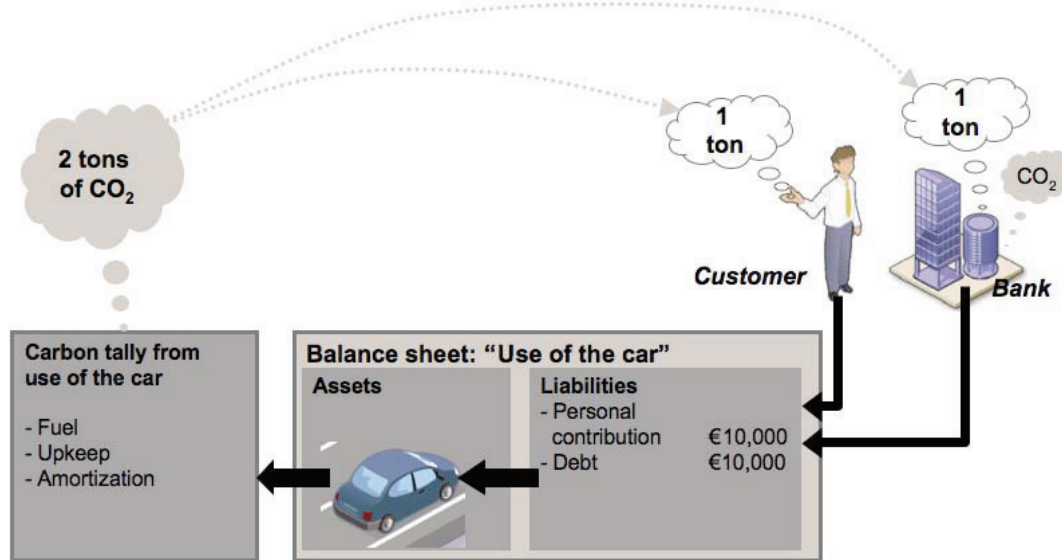 2 tons
of CO₂
1
ton
1
ton
CO₂
Customer
Bank
Carbon tally from
use of the car
- Fuel
- Upkeep
- Amortization
Balance sheet: “Use of the car”
Assets
Liabilities
- Personal
contribution €10,000
- Debt €10,000